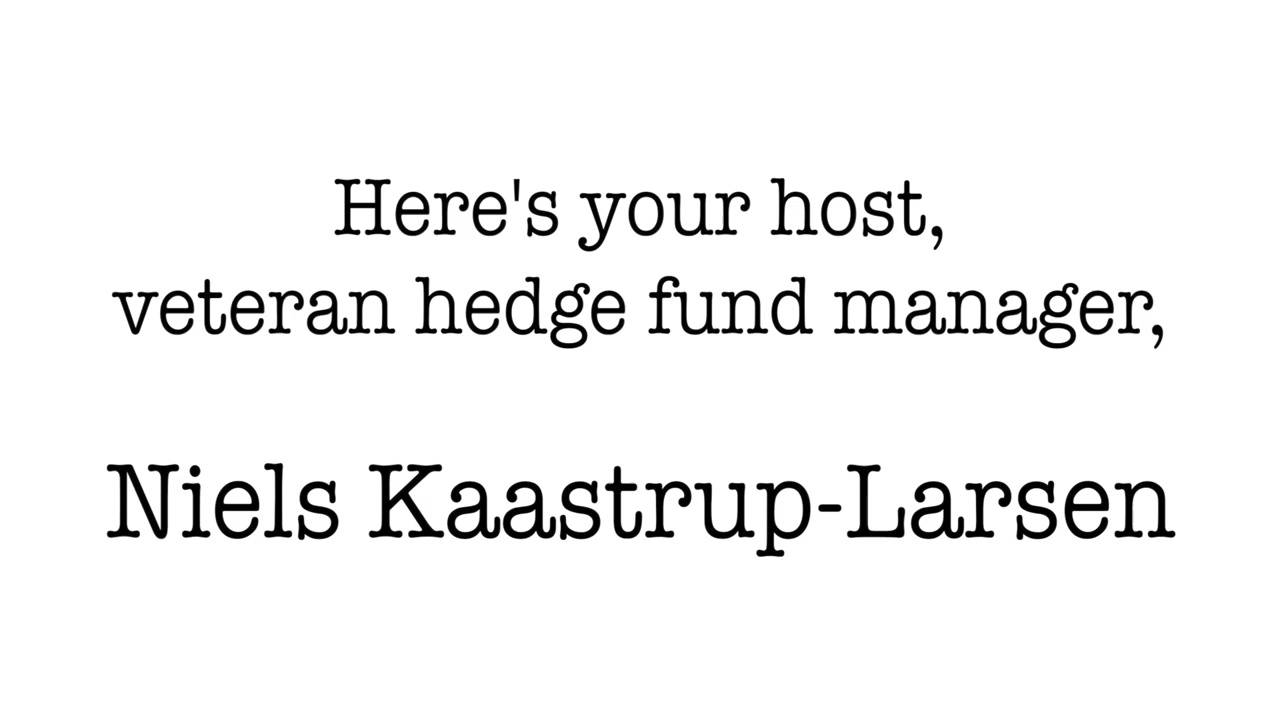 Here's your host,
veteran hedge fund manager,
Niels Kaastrup-Larsen